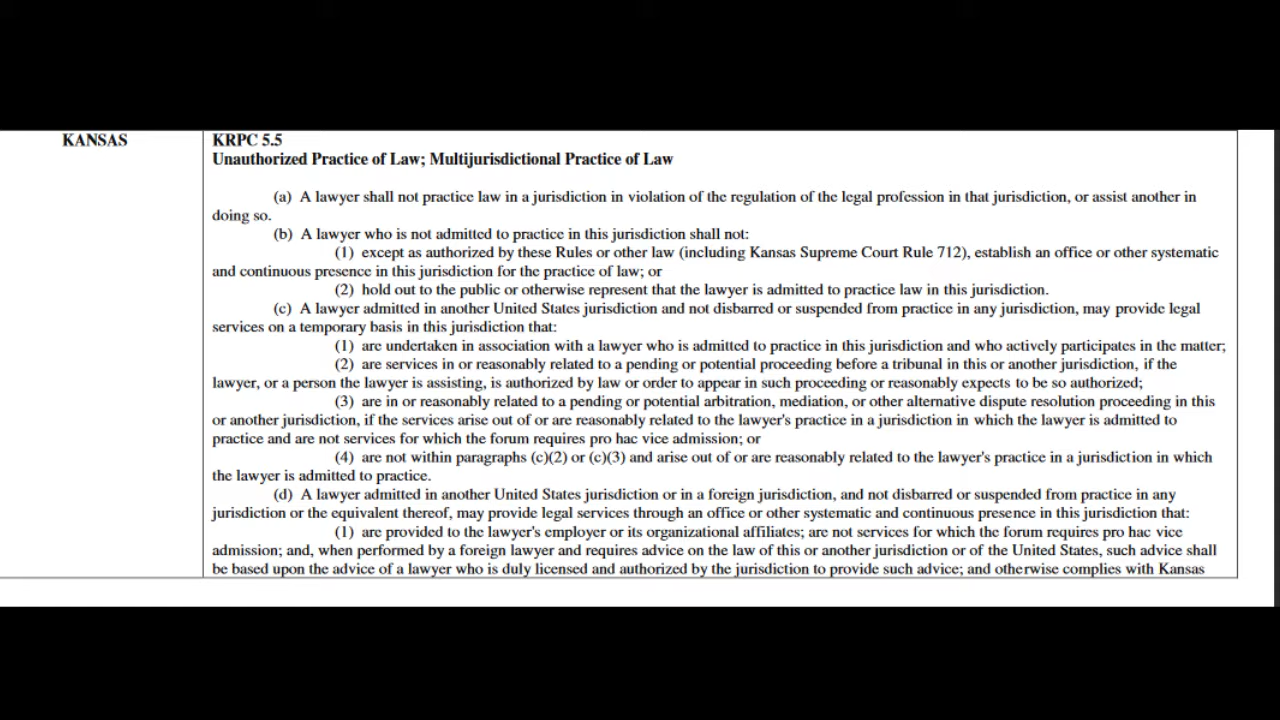 KANSAS
KRPC 5.5
Unauthorized Practice of Law; Multijurisdictional Practice of Law
(a) A lawyer shall not practice law in a jurisdiction in violation of the regulation of the legal profession in that jurisdiction, or assist another in
doing so.
(b) A lawyer who is not admitted to practice in this jurisdiction shall not:
(1) except as authorized by these Rules or other law (including Kansas Supreme Court Rule 712), establish an office or other systematic
and continuous presence in this jurisdiction for the practice of law; or
(2) hold out to the public or otherwise represent that the lawyer is admitted to practice law in this jurisdiction.
(c) A lawyer admitted in another United States jurisdiction and not disbarred or suspended from practice in any jurisdiction, may provide legal
services on a temporary basis in this jurisdiction that:
(1) are undertaken in association with a lawyer who is admitted to practice in this jurisdiction and who actively participates in the matter;
(2) are services in or reasonably related to a pending or potential proceeding before a tribunal in this or another jurisdiction, if the
lawyer, or a person the lawyer is assisting, is authorized by law or order to appear in such proceeding or reasonably expects to be so authorized;
(3) are in or reasonably related to a pending or potential arbitration, mediation, or other alternative dispute resolution proceeding in this
or another jurisdiction, if the services arise out of or are reasonably related to the lawyer's practice in a jurisdiction in which the lawyer is admitted to
practice and are not services for which the forum requires pro hac vice admission; or
(4) are not within paragraphs (c)(2) or (c)(3) and arise out of or are reasonably related to the lawyer's practice in a jurisdiction in which
the lawyer is admitted to practice.
(d) A lawyer admitted in another United States jurisdiction or in a foreign jurisdiction, and not disbarred or suspended from practice in any
jurisdiction or the equivalent thereof, may provide legal services through an office or other systematic and continuous presence in this jurisdiction that:
(1) are provided to the lawyer's employer or its organizational affiliates; are not services for which the forum requires pro hac vice
admission; and, when performed by a foreign lawyer and requires advice on the law of this or another jurisdiction or of the United States, such advice shall
be based upon the advice of a lawyer who is duly licensed and authorized by the jurisdiction to provide such advice; and otherwise complies with Kansas